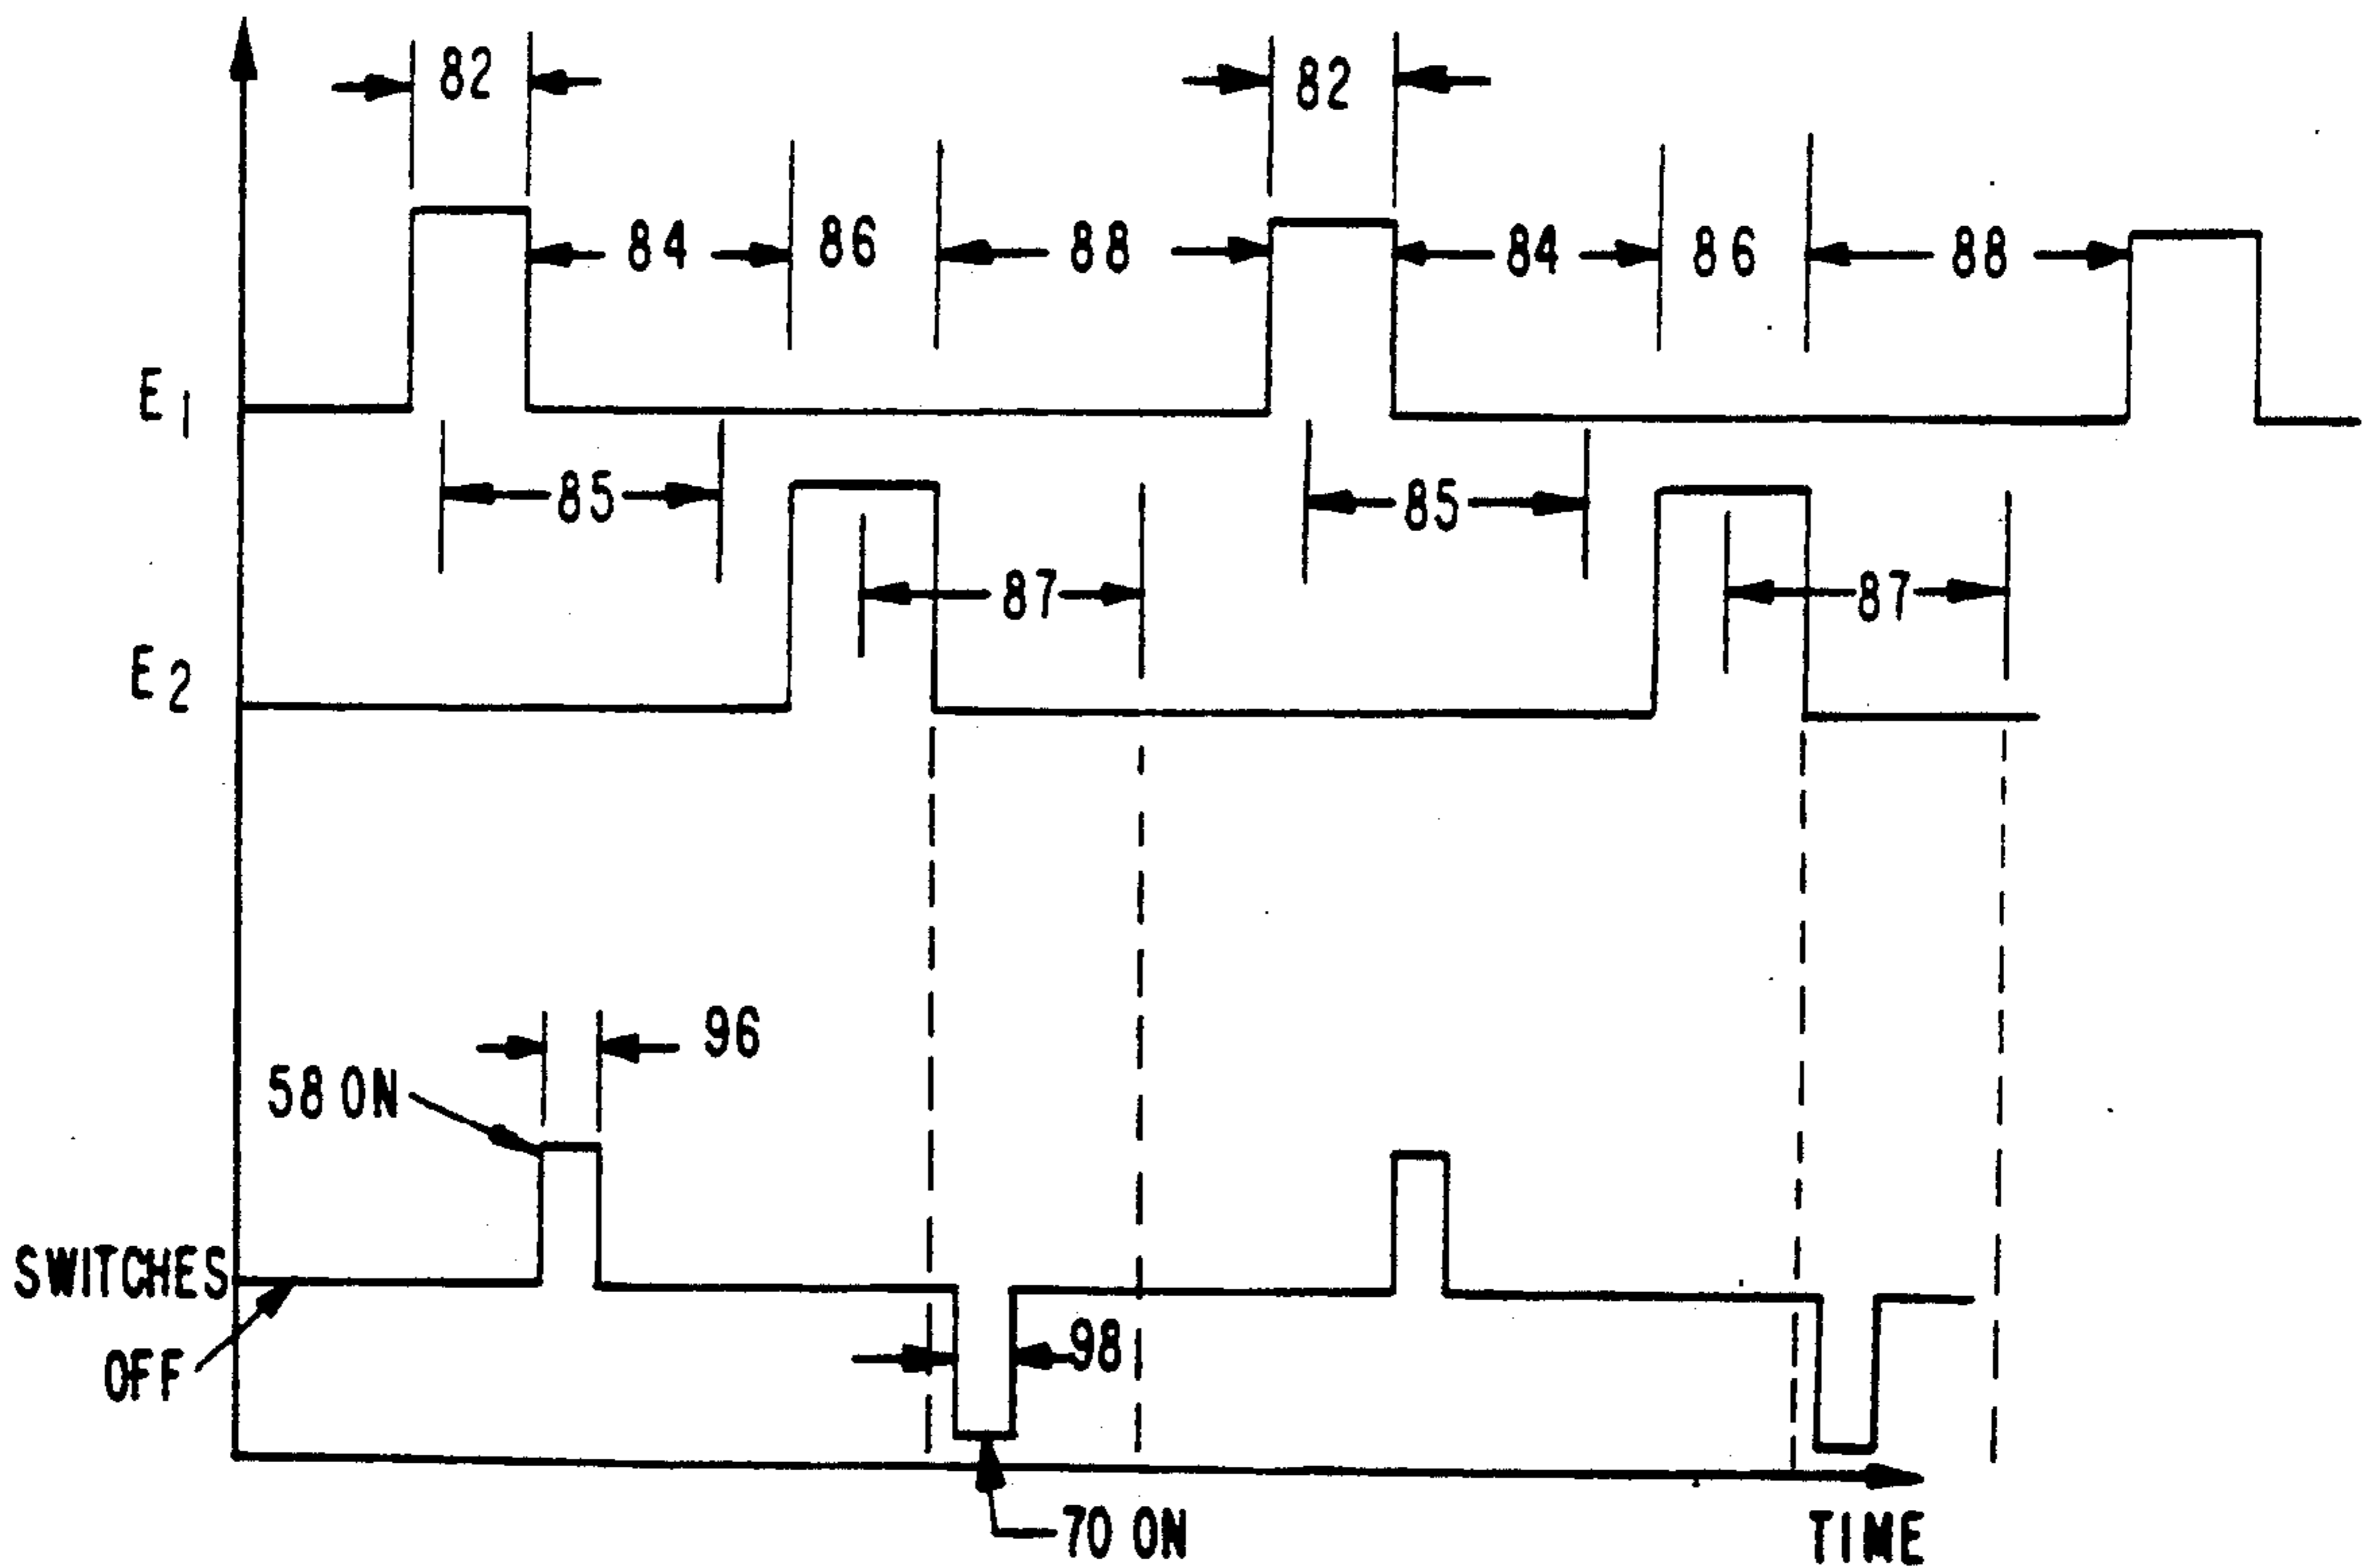 82 82
84 86 88 84 86 88
E1
85 85
87 87
E2
96
58 ON
SWITCHES
98
OFF
70 ON
TIME